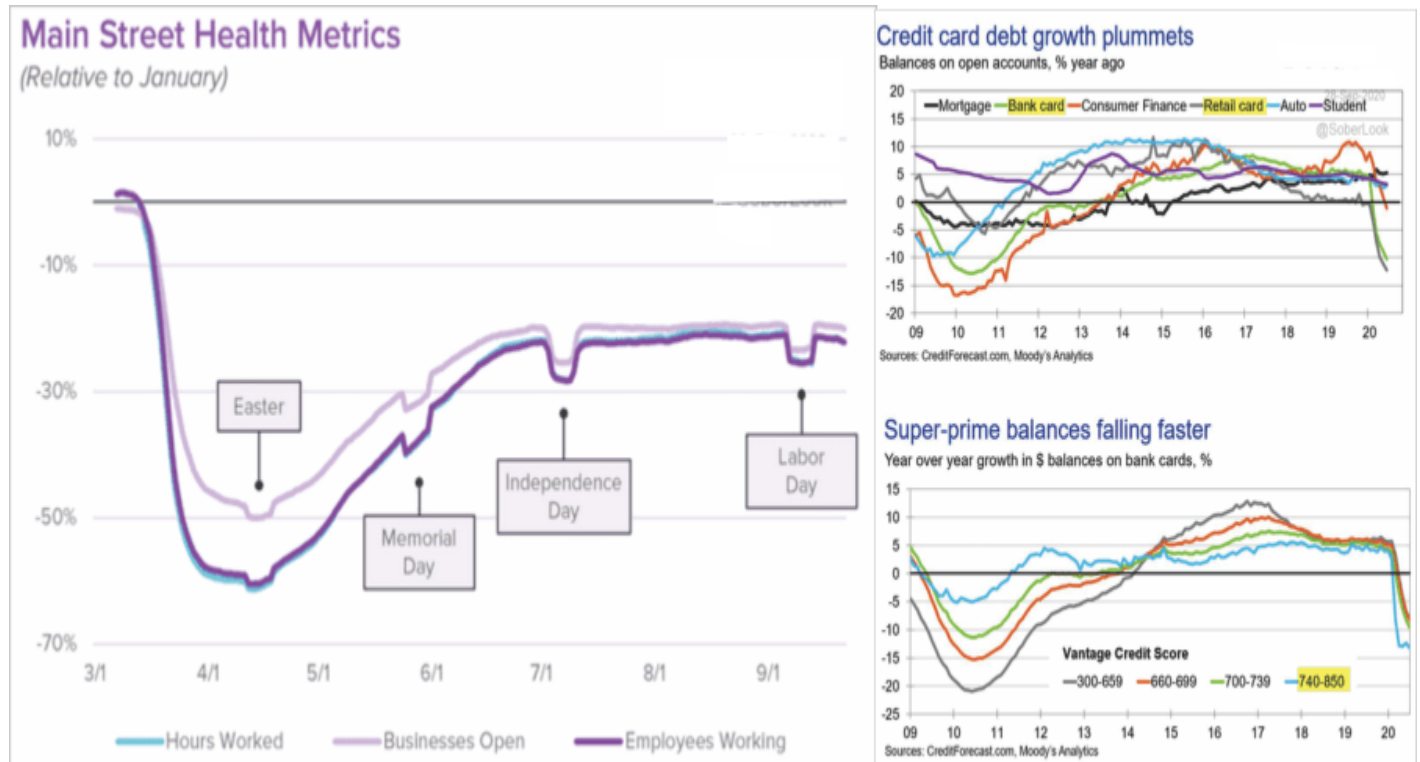 Main Street Health Metrics
(Relative to January)
10%
-10%
-30%
-50%
-70%
Easter
Memorial
Day
Independence
Day
Labor
Day
3/1 4/1 5/1 6/1 7/1 8/1 9/1
Hours Worked Businesses Open Employees Working
Credit card debt growth plummets
Balances on open accounts, % year ago
28-Sep-2020
Mortgage Bank card Consumer Finance Retail card Auto Student
@SoberLook
20
15
10
5
0
-5
-10
-15
-20
09 10 11 12 13 14 15 16 17 18 19 20
Sources: CreditForecast.com, Moody's Analytics
Super-prime balances falling faster
Year over year growth in $ balances on bank cards, %
15
10
5
0
-5
-10
-15
-20
-25
Vantage Credit Score
300-659 660-699 700-739 740-850
09 10 11 12 13 14 15 16 17 18 19 20
Sources: CreditForecast.com, Moody's Analytics